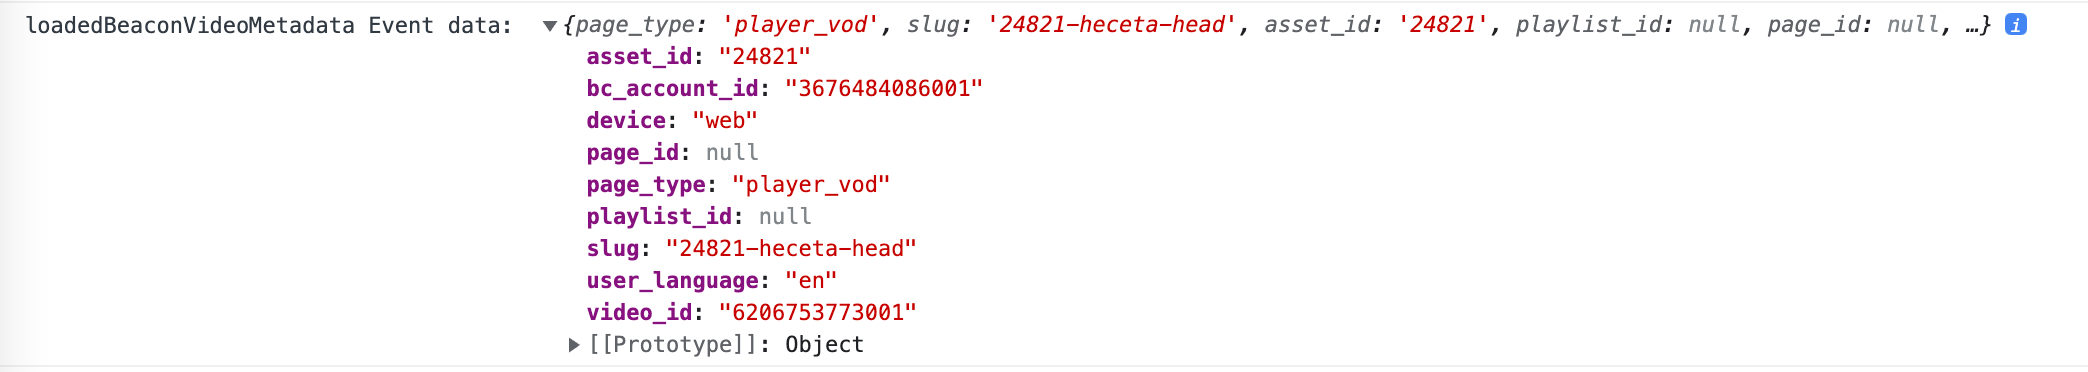 loadedBeaconVideoMetadata Event data: ▼{page_type: 'player_vod', slug: '24821-heceta-head', asset_id: '24821', playlist_id: null, page_id: null, …} i
asset_id: "24821"
bc_account_id: "3676484086001"
device: "web"
page_id: null
page_type: "player_vod"
playlist_id: null
slug: "24821-heceta-head"
user_language: "en"
video_id: "6206753773001"
▶[[Prototype]]: Object